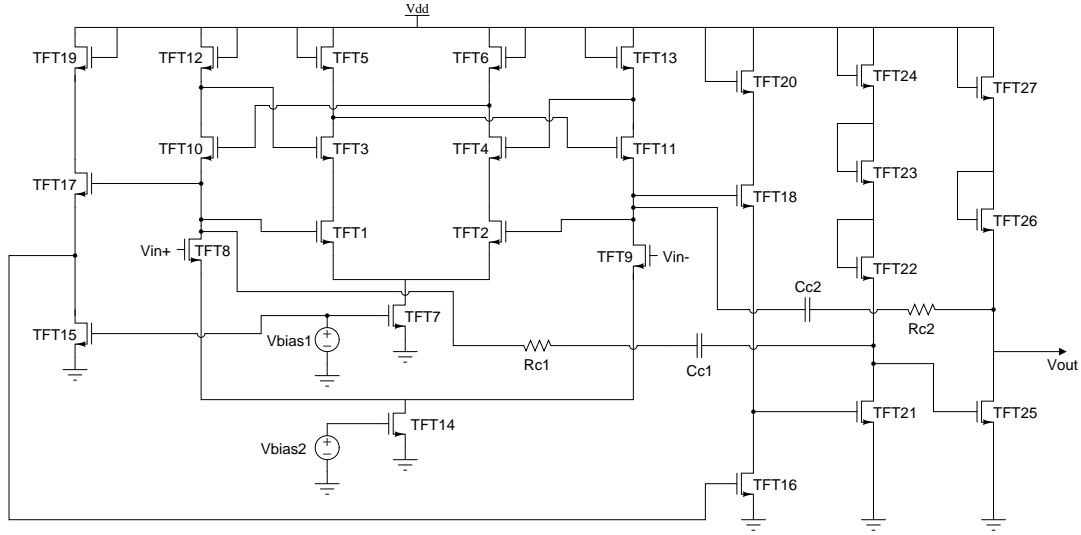 Vdd
TFT19
TFT12
TFT5
TFT6
TFT13
TFT20
TFT24
TFT27
TFT10
TFT3
TFT4
TFT11
TFT23
TFT17
TFT18
TFT26
TFT1
TFT2
Vin+
TFT8
TFT9
Vin-
TFT22
Cc2
TFT7
TFT15
Vbias1
Rc2
Rc1
Cc1
Vout
TFT14
TFT21
TFT25
Vbias2
TFT16